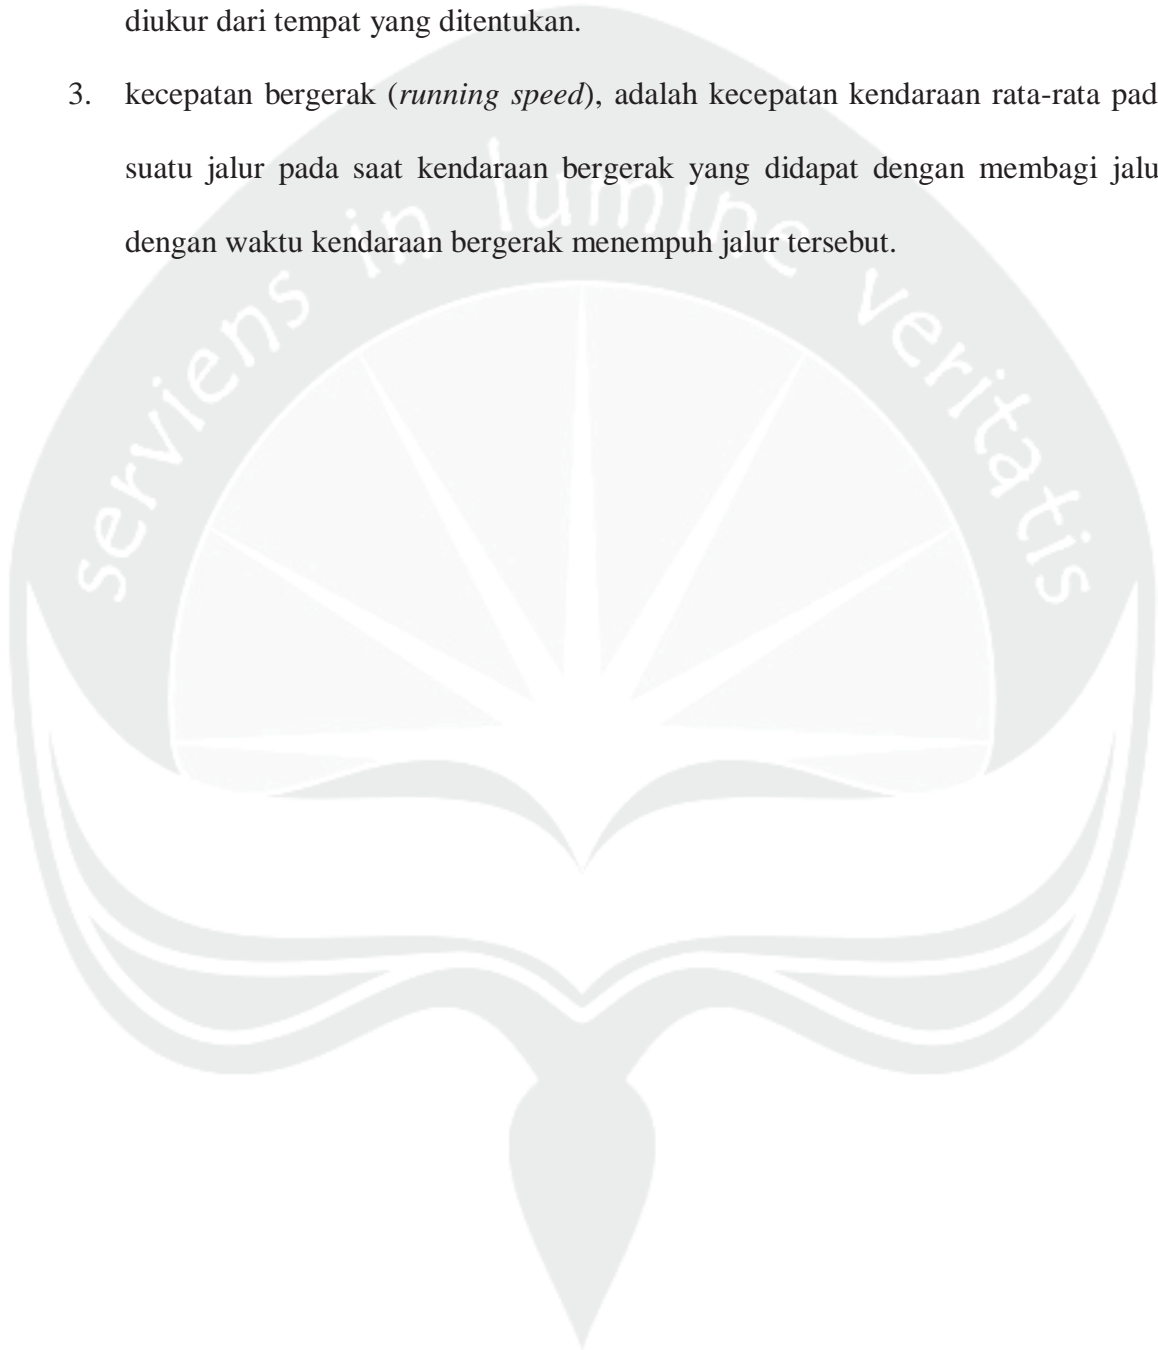 diukur dari tempat yang ditentukan.
3. kecepatan bergerak (running speed), adalah kecepatan kendaraan rata-rata pad
suatu jalur pada saat kendaraan bergerak yang didapat dengan membagi jalu
dengan waktu kendaraan bergerak menempuh jalur tersebut.
serviens in lumine veritatis